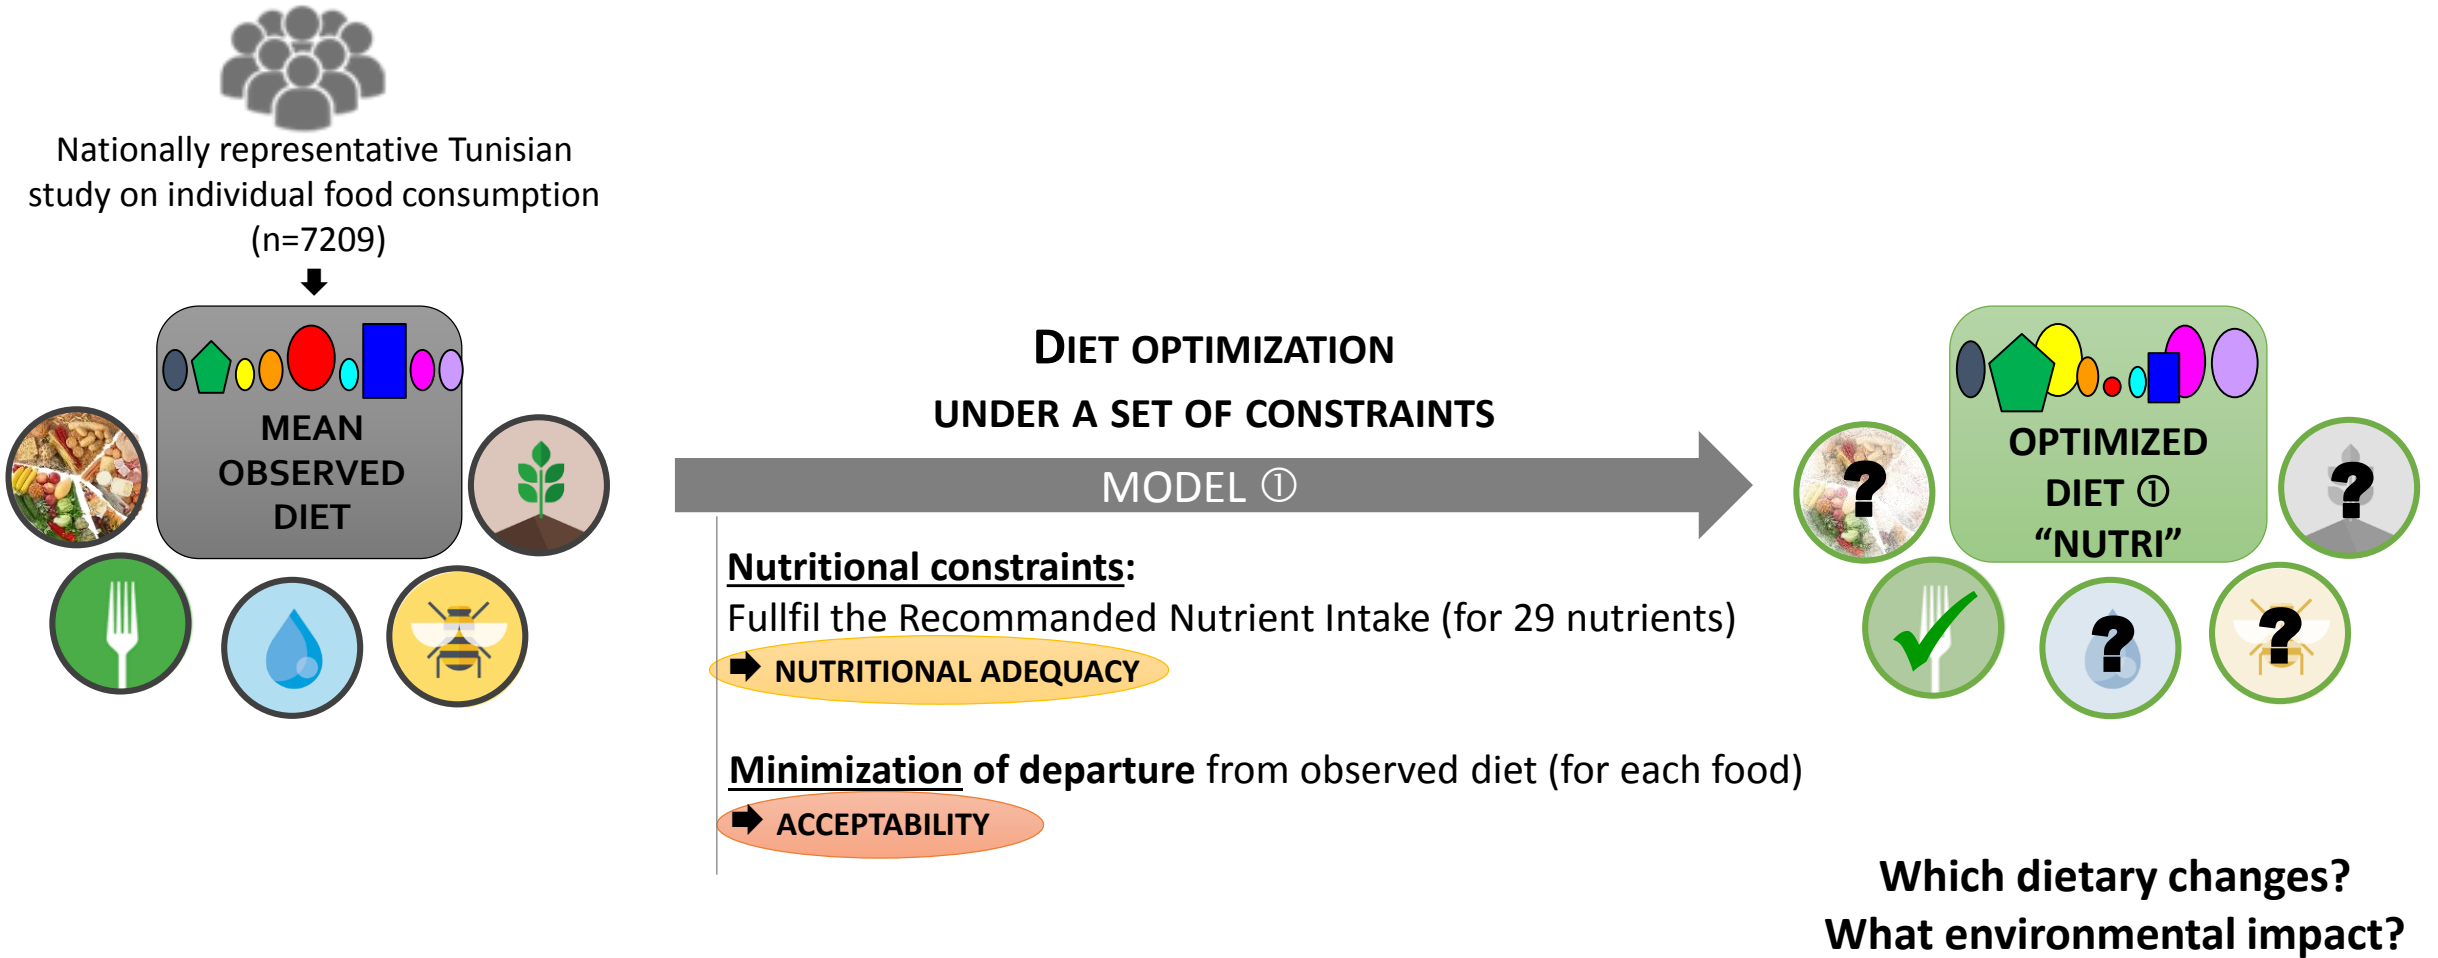 Nationally representative Tunisian
study on individual food consumption
(n=7209)
MEAN
OBSERVED
DIET
DIET OPTIMIZATION
UNDER A SET OF CONSTRAINTS
MODEL ①
Nutritional constraints:
Fullfil the Recommanded Nutrient Intake (for 29 nutrients)
NUTRITIONAL ADEQUACY
Minimization of departure from observed diet (for each food)
ACCEPTABILITY
OPTIMIZED
DIET ①
“NUTRI”
?
?
?
?
Which dietary changes?
What environmental impact?